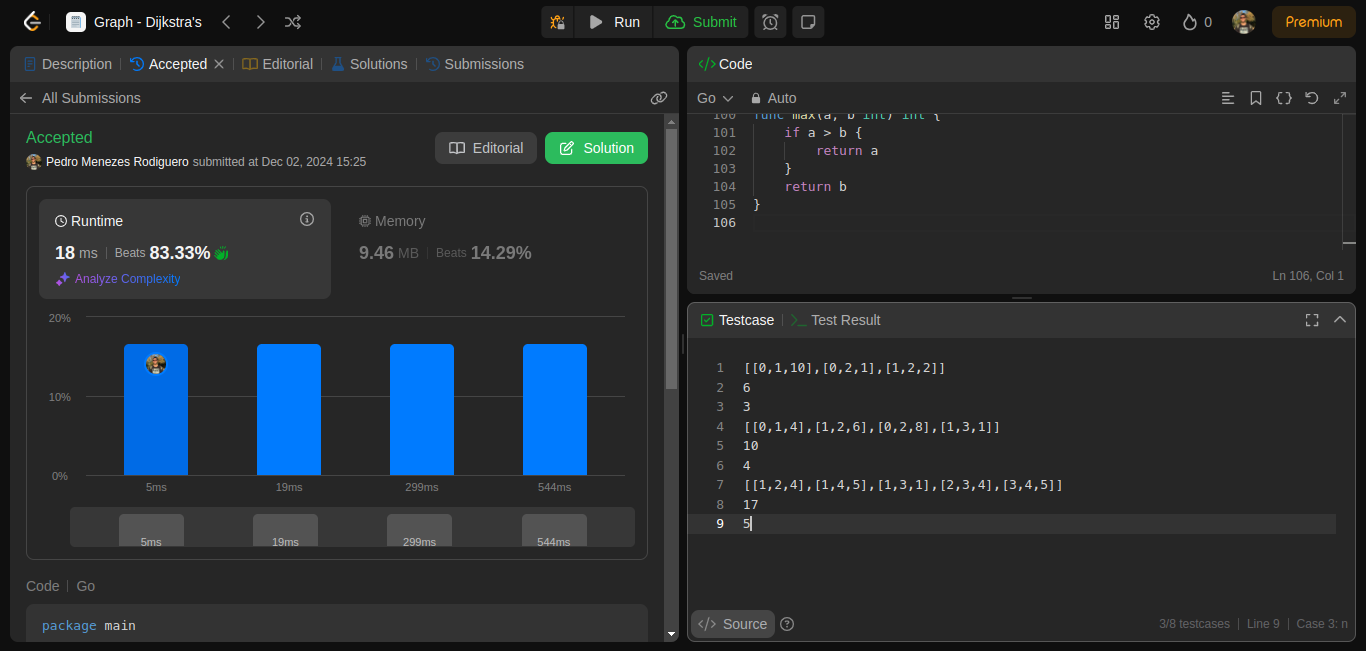 Graph - Dijkstra's
Run
Submit
0
Premium
Description
Accepted
Editorial
Solutions
Submissions
All Submissions
Accepted
Pedro Menezes Rodiguero submitted at Dec 02, 2024 15:25
Editorial
Solution
Runtime
18 ms
Beats 83.33%
Analyze Complexity
Memory
9.46 MB
Beats 14.29%
20%
10%
0%
5ms 19ms 299ms 544ms
5ms 19ms 299ms 544ms
Code | Go
package main
</> Code
Go
Auto
100 func max(a, b int) int {
101 if a > b {
102 return a
103 }
104 return b
105 }
106
Saved
Ln 106, Col 1
Testcase
>_ Test Result
1 [[0,1,10],[0,2,1],[1,2,2]]
2 6
3 3
4 [[0,1,4],[1,2,6],[0,2,8],[1,3,1]]
5 10
6 4
7 [[1,2,4],[1,4,5],[1,3,1],[2,3,4],[3,4,5]]
8 17
9 5
</> Source ?
3/8 testcases | Line 9 | Case 3: n